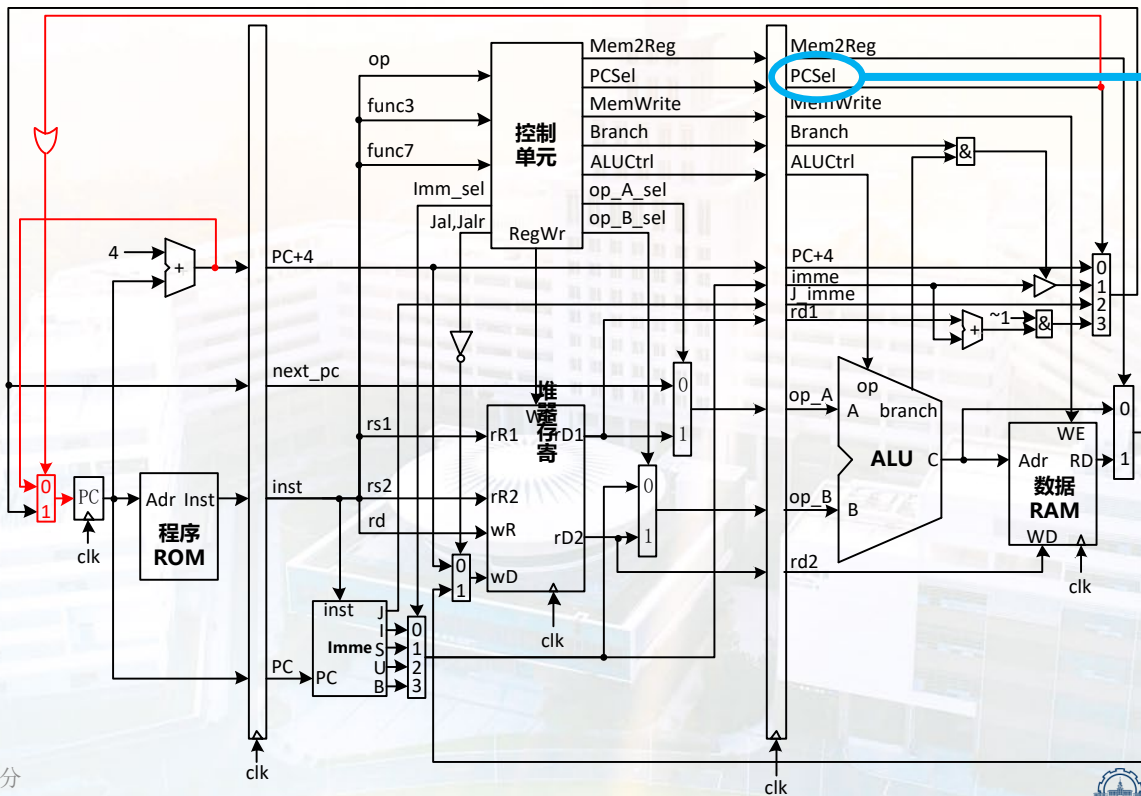 op
func3
func7
Imm_sel
Jal,Jalr
控制
单元
RegWr
Mem2Reg
PCSel
MemWrite
Branch
ALUCtrl
op_A_sel
op_B_sel
Mem2Reg
PCSel
MemWrite
Branch
ALUCtrl
&
4
+
PC+4
PC+4
imme
J_imme
rd1
+
~1
&
0
1
2
3
next_pc
堆
器
存
寄
W
rs1
rR1
rD1
rs2
rR2
rd
wR
rD2
wD
clk
0
1
0
1
0
1
0
1
PC
clk
Adr Inst
程序
ROM
inst
inst
J
I
S
U
B
Imme
PC
PC
0
1
2
3
op_A
A
op
branch
ALU
C
op_B
B
rd2
WE
Adr RD
数据
RAM
WD
clk
0
1
clk
clk
分